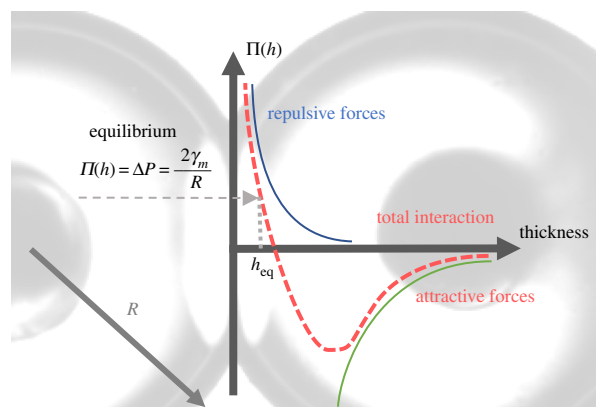 Π(h)
repulsive forces
equilibrium
Π(h) = ΔP = 2γm/R
total interaction
thickness
heq
attractive forces
R